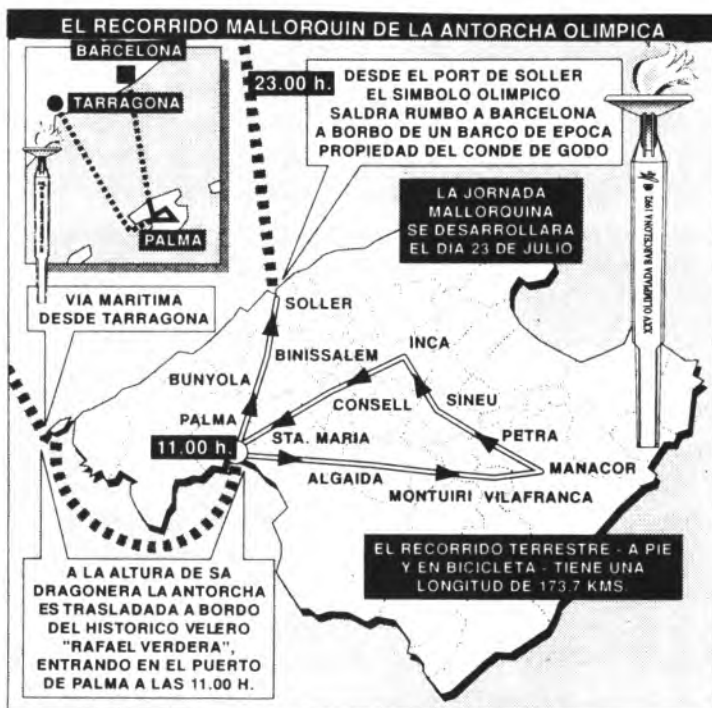 EL RECORRIDO MALLORQUIN DE LA ANTORCHA OLIMPICA
BARCELONA
TARRAGONA
PALMA
23.00 h.
DESDE EL PORT DE SOLLER
EL SIMBOLO OLIMPICO
SALDRA RUMBO A BARCELONA
A BORBO DE UN BARCO DE EPOCA
PROPIEDAD DEL CONDE DE GODO
LA JORNADA
MALLORQUINA
SE DESARROLLARA
EL DIA 23 DE JULIO
XXV OLIMPIADA BARCELONA 1992
VIA MARITIMA
DESDE TARRAGONA
SOLLER
BINISSALEM
INCA
BUNYOLA
CONSELL
SINEU
PALMA
STA. MARIA
PETRA
11.00 h.
MANACOR
ALGAIDA
MONTUIRI
VILAFRANCA
A LA ALTURA DE SA
DRAGONERA LA ANTORCHA
ES TRASLADADA A BORDO
DEL HISTORICO VELERO
"RAFAEL VERDERA",
ENTRANDO EN EL PUERTO
DE PALMA A LAS 11.00 H.
EL RECORRIDO TERRESTRE - A PIE
Y EN BICICLETA - TIENE UNA
LONGITUD DE 173.7 KMS.